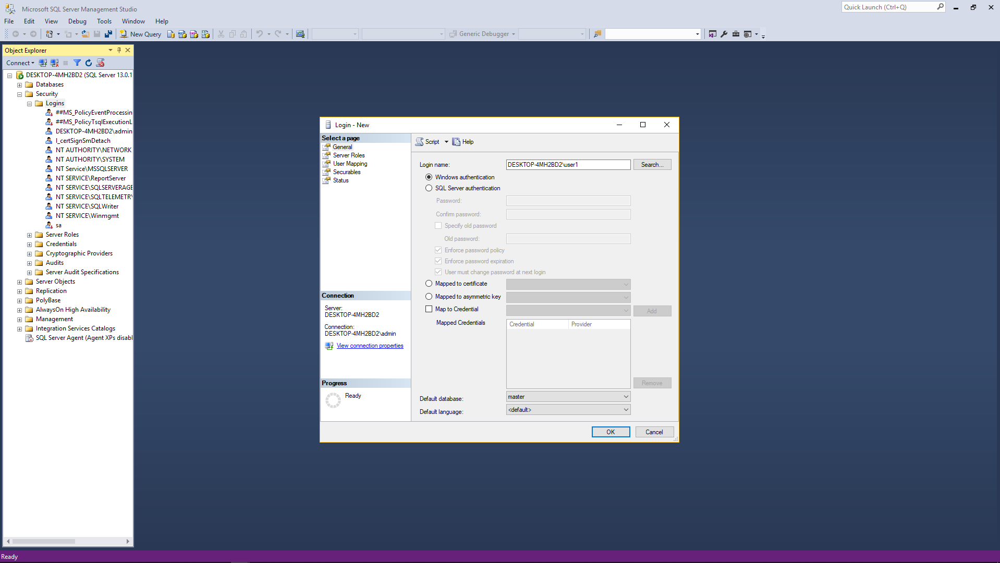 Microsoft SQL Server Management Studio
Quick Launch (Ctrl+Q)
File Edit View Debug Tools Window Help
New Query
Generic Debugger
Object Explorer
Connect
DESKTOP-4MH2BD2 (SQL Server 13.0.1
Databases
Security
Logins
##MS_PolicyEventProcessin
##MS_PolicyTsqlExecutionL
DESKTOP-4MH2BD2\admin
l_certSignSmDetach
NT AUTHORITY\NETWORK
NT AUTHORITY\SYSTEM
NT Service\MSSQLSERVER
NT SERVICE\ReportServer
NT SERVICE\SQLSERVERAGE
NT SERVICE\SQLTELEMETRY
NT SERVICE\SQLWriter
NT SERVICE\Winmgmt
sa
Server Roles
Credentials
Cryptographic Providers
Audits
Server Audit Specifications
Server Objects
Replication
PolyBase
AlwaysOn High Availability
Management
Integration Services Catalogs
SQL Server Agent (Agent XPs disabl
Login - New
Select a page
General
Server Roles
User Mapping
Securables
Status
Connection
Server:
DESKTOP-4MH2BD2
Connection:
DESKTOP-4MH2BD2\admin
View connection properties
Progress
Ready
Script Help
Login name: DESKTOP-4MH2BD2\user1 Search...
Windows authentication
SQL Server authentication
Password:
Confirm password:
Specify old password
Old password:
Enforce password policy
Enforce password expiration
User must change password at next login
Mapped to certificate
Mapped to asymmetric key
Map to Credential Add
Mapped Credentials Credential Provider
Remove
Default database: master
Default language: <default>
OK Cancel
Ready